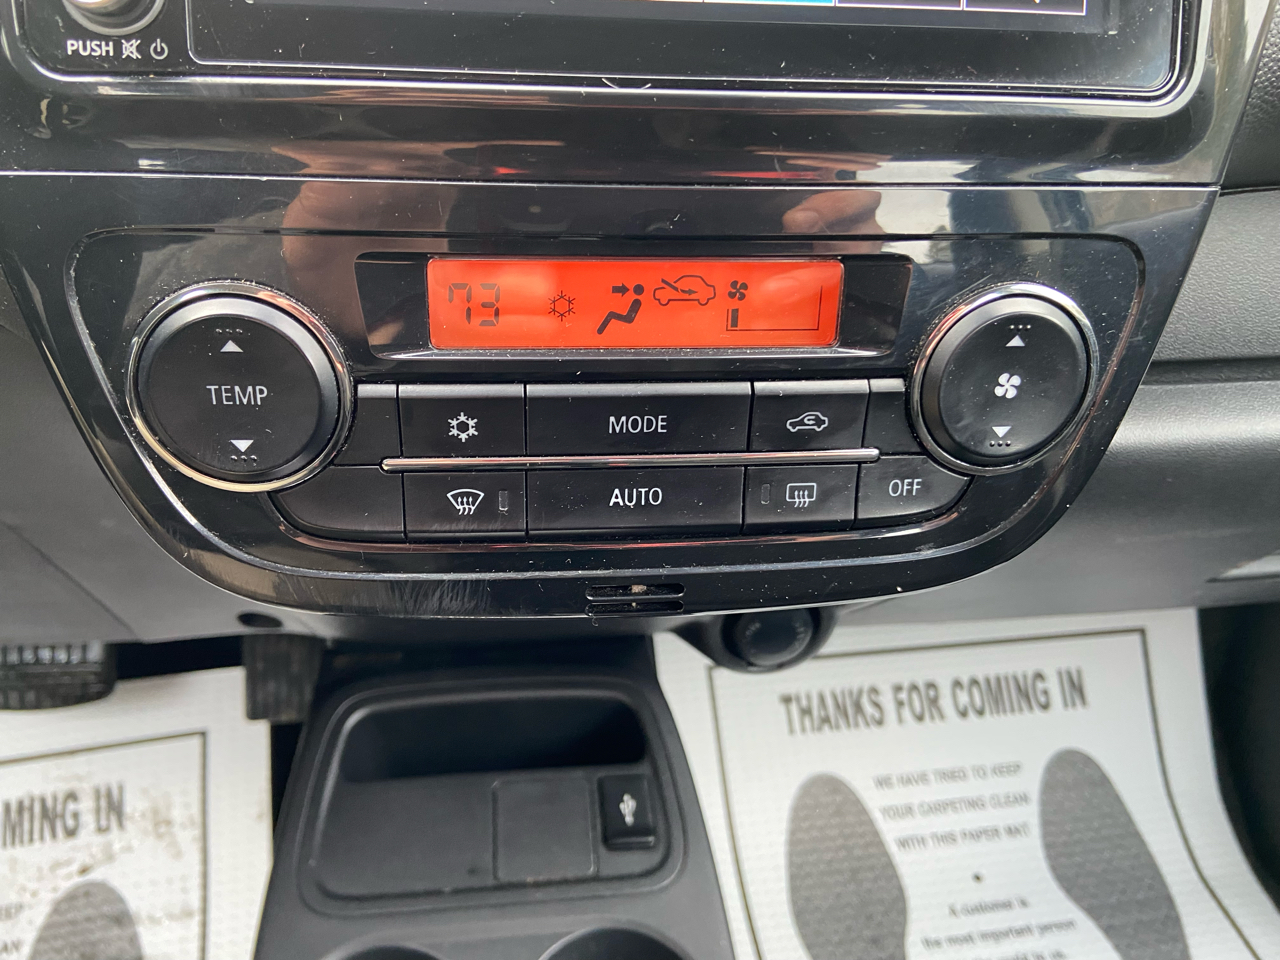 PUSH
73
TEMP
MODE
AUTO
OFF
THANKS FOR COMING IN
WE HAVE TRIED TO KEEP
YOUR CARPETING CLEAN
WITH THIS PAPER MAT.
A customer is
the most important person
MING IN